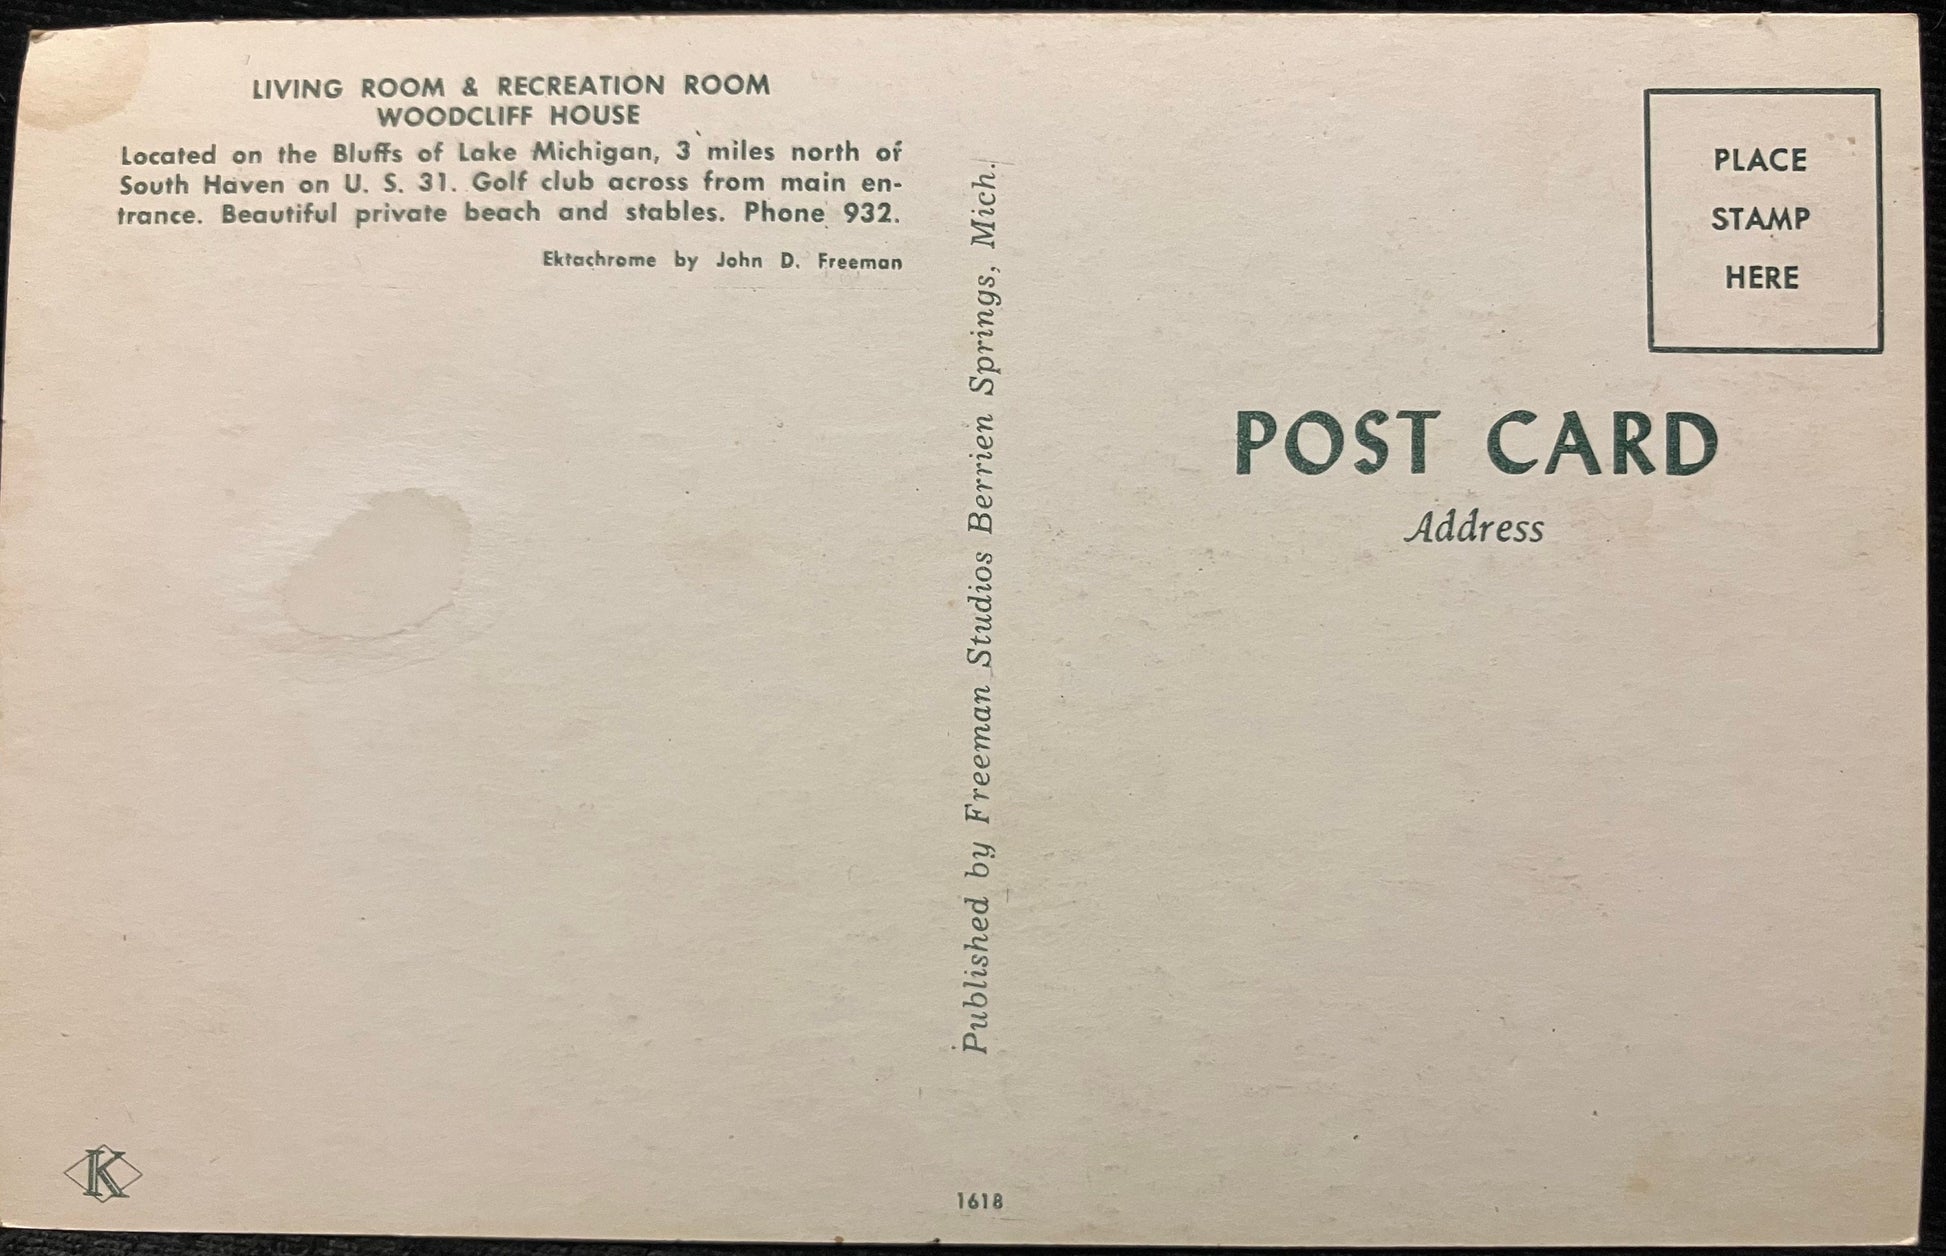 LIVING ROOM & RECREATION ROOM
WOODCLIFF HOUSE
Located on the Bluffs of Lake Michigan, 3 miles north of
South Haven on U. S. 31. Golf club across from main en-
trance. Beautiful private beach and stables. Phone 932.
Ektachrome by John D. Freeman
K
Published by Freeman Studios Berrien Springs, Mich.
1618
PLACE
STAMP
HERE
POST CARD
Address